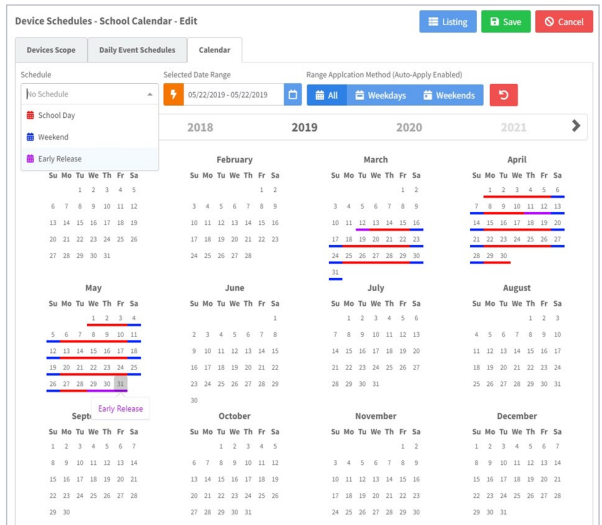 Device Schedules - School Calendar - Edit
Listing Save Cancel
Devices Scope Daily Event Schedules Calendar
Schedule Selected Date Range Range Applcation Method (Auto-Apply Enabled)
No Schedule 05/22/2019 - 05/22/2019 All Weekdays Weekends
School Day
Weekend
Early Release
2018 2019 2020 2021
February March April
Su Mo Tu We Th Fr Sa Su Mo Tu We Th Fr Sa Su Mo Tu We Th Fr Sa Su Mo Tu We Th Fr Sa
1 2 3 4 5 1 2 1 2 1 2 3 4 5 6
6 7 8 9 10 11 12 3 4 5 6 7 8 9 3 4 5 6 7 8 9 7 8 9 10 11 12 13
13 14 15 16 17 18 19 10 11 12 13 14 15 16 10 11 12 13 14 15 16 14 15 16 17 18 19 20
20 21 22 23 24 25 26 17 18 19 20 21 22 23 17 18 19 20 21 22 23 21 22 23 24 25 26 27
27 28 29 30 31 24 25 26 27 28 24 25 26 27 28 29 30 28 29 30
31
May June July August
Su Mo Tu We Th Fr Sa Su Mo Tu We Th Fr Sa Su Mo Tu We Th Fr Sa Su Mo Tu We Th Fr Sa
1 2 3 4 1 1 2 3 4 5 6 1 2 3
5 6 7 8 9 10 11 2 3 4 5 6 7 8 7 8 9 10 11 12 13 4 5 6 7 8 9 10
12 13 14 15 16 17 18 9 10 11 12 13 14 15 14 15 16 17 18 19 20 11 12 13 14 15 16 17
19 20 21 22 23 24 25 16 17 18 19 20 21 22 21 22 23 24 25 26 27 18 19 20 21 22 23 24
26 27 28 29 30 31 23 24 25 26 27 28 29 28 29 30 31 25 26 27 28 29 30 31
30
Early Release
Septe October November December
Su Mo Tu We Th Fr Sa Su Mo Tu We Th Fr Sa Su Mo Tu We Th Fr Sa Su Mo Tu We Th Fr Sa
1 2 3 4 5 6 7 1 2 3 4 5 1 2 1 2 3 4 5 6 7
8 9 10 11 12 13 14 6 7 8 9 10 11 12 3 4 5 6 7 8 9 8 9 10 11 12 13 14
15 16 17 18 19 20 21 13 14 15 16 17 18 19 10 11 12 13 14 15 16 15 16 17 18 19 20 21
22 23 24 25 26 27 28 20 21 22 23 24 25 26 17 18 19 20 21 22 23 22 23 24 25 26 27 28
29 30 27 28 29 30 31 24 25 26 27 28 29 30 29 30 31